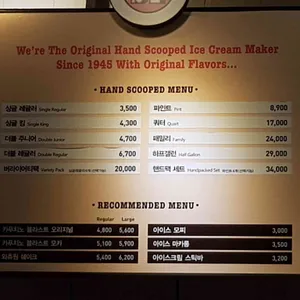 We're The Original Hand Scooped Ice Cream Maker
Since 1945 With Original Flavors...
• HAND SCOOPED MENU •
싱글 레귤러 Single Regular 3,500
싱글 킹 Single King 4,300
더블 주니어 Double Junior 4,700
더블 레귤러 Double Regular 6,700
버라이어티팩 Variety Pack 20,000
파인트 Pint 8,900
쿼터 Quart 17,000
패밀리 Family 24,000
하프갤런 Half Gallon 29,000
핸드팩 세트 Handpacked Set 34,000
• RECOMMENDED MENU •
Regular Large
카푸치노 블라스트 오리지널 4,800 5,600
카푸치노 블라스트 모카 5,100 5,900
와츄원 쉐이크 5,400 6,200
아이스 모찌 3,000
아이스 마카롱 3,500
아이스크림 스틱바 3,200